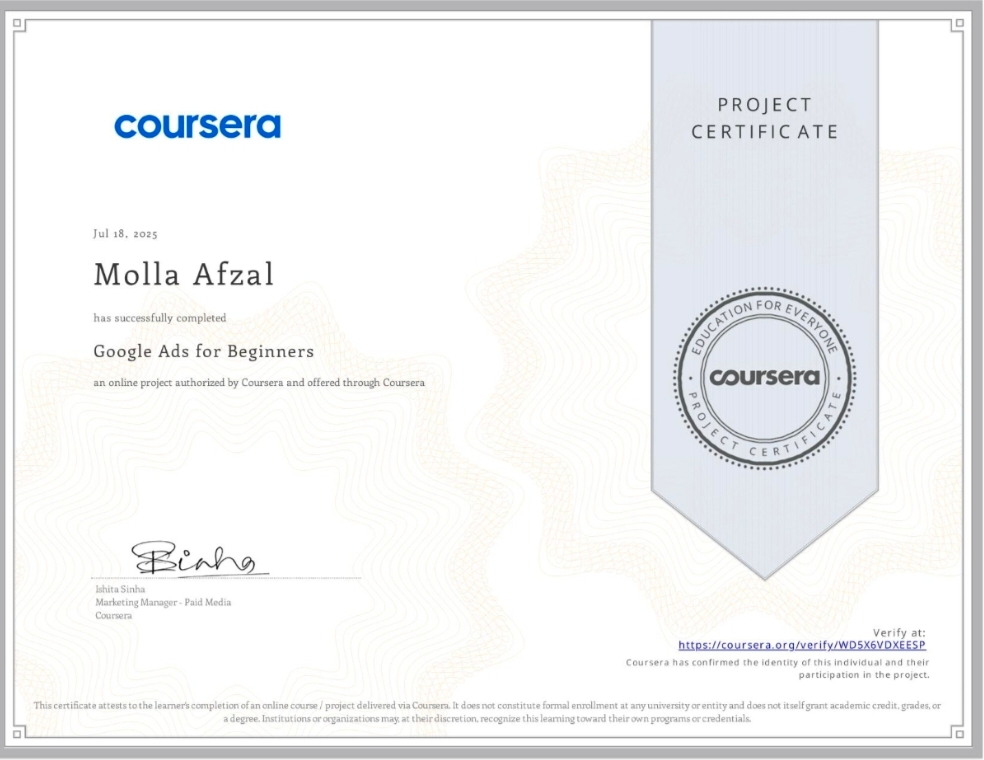 coursera
PROJECT
CERTIFICATE
Jul 18, 2025
Molla Afzal
has successfully completed
Google Ads for Beginners
an online project authorized by Coursera and offered through Coursera
EDUCATION FOR EVERYONE
coursera
PROJECT CERTIFICATE
Sinha
Ishita Sinha
Marketing Manager - Paid Media
Coursera
Verify at:
https://coursera.org/verify/WD5X6VDXEESP
Coursera has confirmed the identity of this individual and their
participation in the project.
This certificate attests to the learner's completion of an online course / project delivered via Coursera. It does not constitute formal enrollment at any university or entity and does not itself grant academic credit, grades, or
a degree. Institutions or organizations may, at their discretion, recognize this learning toward their own programs or credentials.